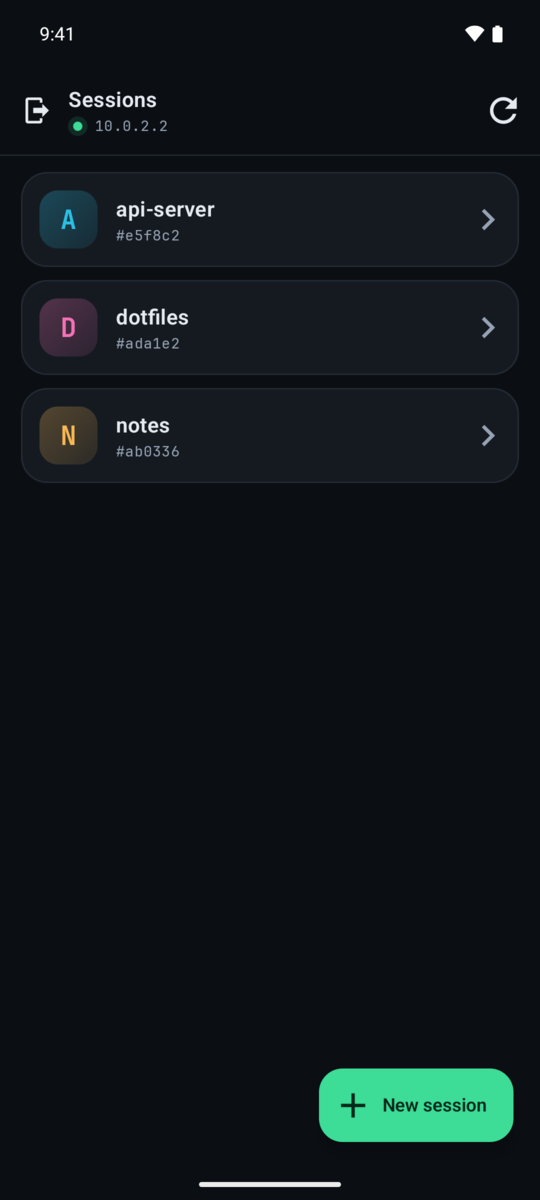 9:41
Sessions
10.0.2.2
A
api-server
#e5f8c2
D
dotfiles
#ada1e2
N
notes
#ab0336
New session